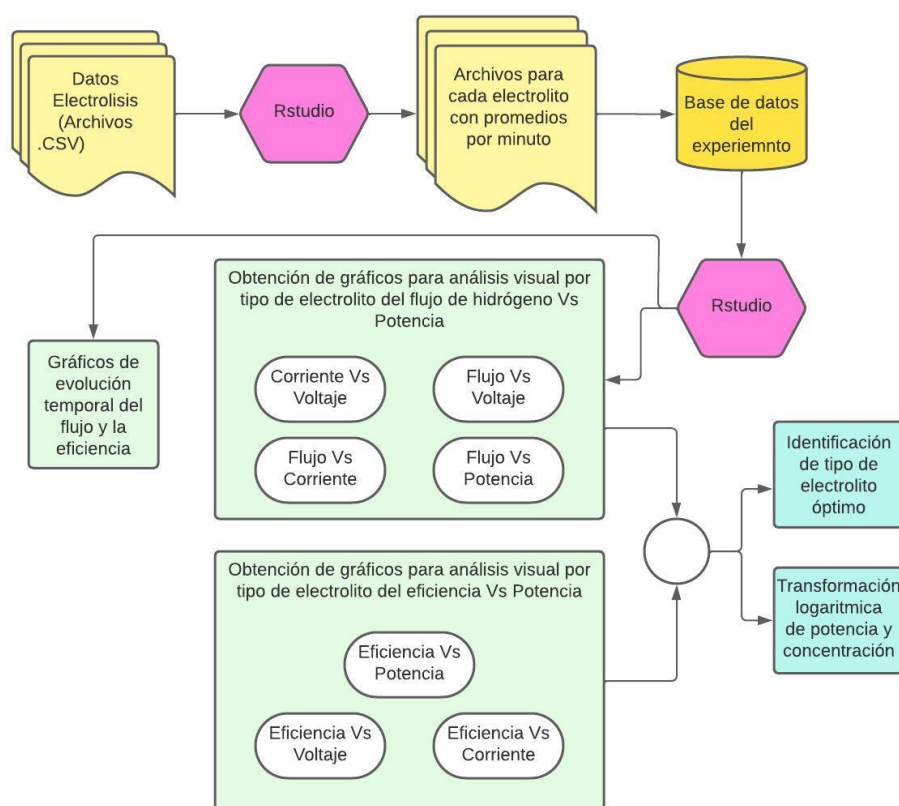 Datos
Electrolisis
(Archivos
.CSV)
Rstudio
Archivos para
cada electrolito
con promedios
por minuto
Base de datos
del
experiemnto
Rstudio
Obtención de gráficos para análisis visual por
tipo de electrolito del flujo de hidrógeno Vs
Potencia
Corriente Vs
Voltaje
Flujo Vs
Voltaje
Flujo Vs
Corriente
Flujo Vs
Potencia
Gráficos de
evolución
temporal del
flujo y la
eficiencia
Identificación
de tipo de
electrolito
óptimo
Transformación
logaritmica
de potencia y
concentración
Obtención de gráficos para análisis visual por
tipo de electrolito del eficiencia Vs Potencia
Eficiencia Vs
Potencia
Eficiencia Vs
Voltaje
Eficiencia Vs
Corriente